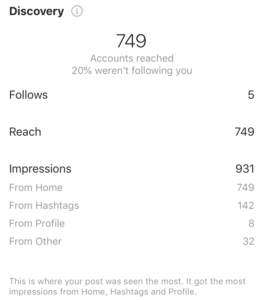 Discovery
749
Accounts reached
20% weren't following you
Follows 5
Reach 749
Impressions 931
From Home 749
From Hashtags 142
From Profile 8
From Other 32
This is where your post was seen the most. It got the most
impressions from Home, Hashtags and Profile.